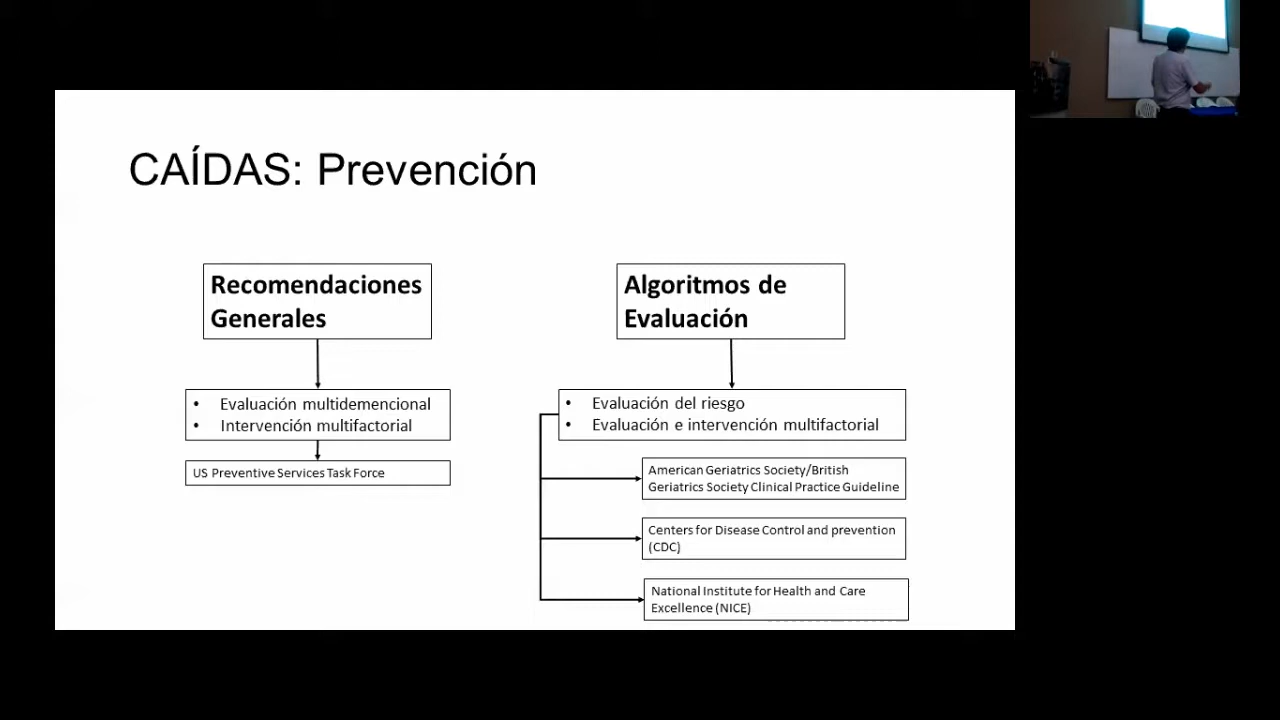 CAÍDAS: Prevención
Recomendaciones
Generales
• Evaluación multidemencional
• Intervención multifactorial
US Preventive Services Task Force
Algoritmos de
Evaluación
• Evaluación del riesgo
• Evaluación e intervención multifactorial
American Geriatrics Society/British
Geriatrics Society Clinical Practice Guideline
Centers for Disease Control and prevention
(CDC)
National Institute for Health and Care
Excellence (NICE)